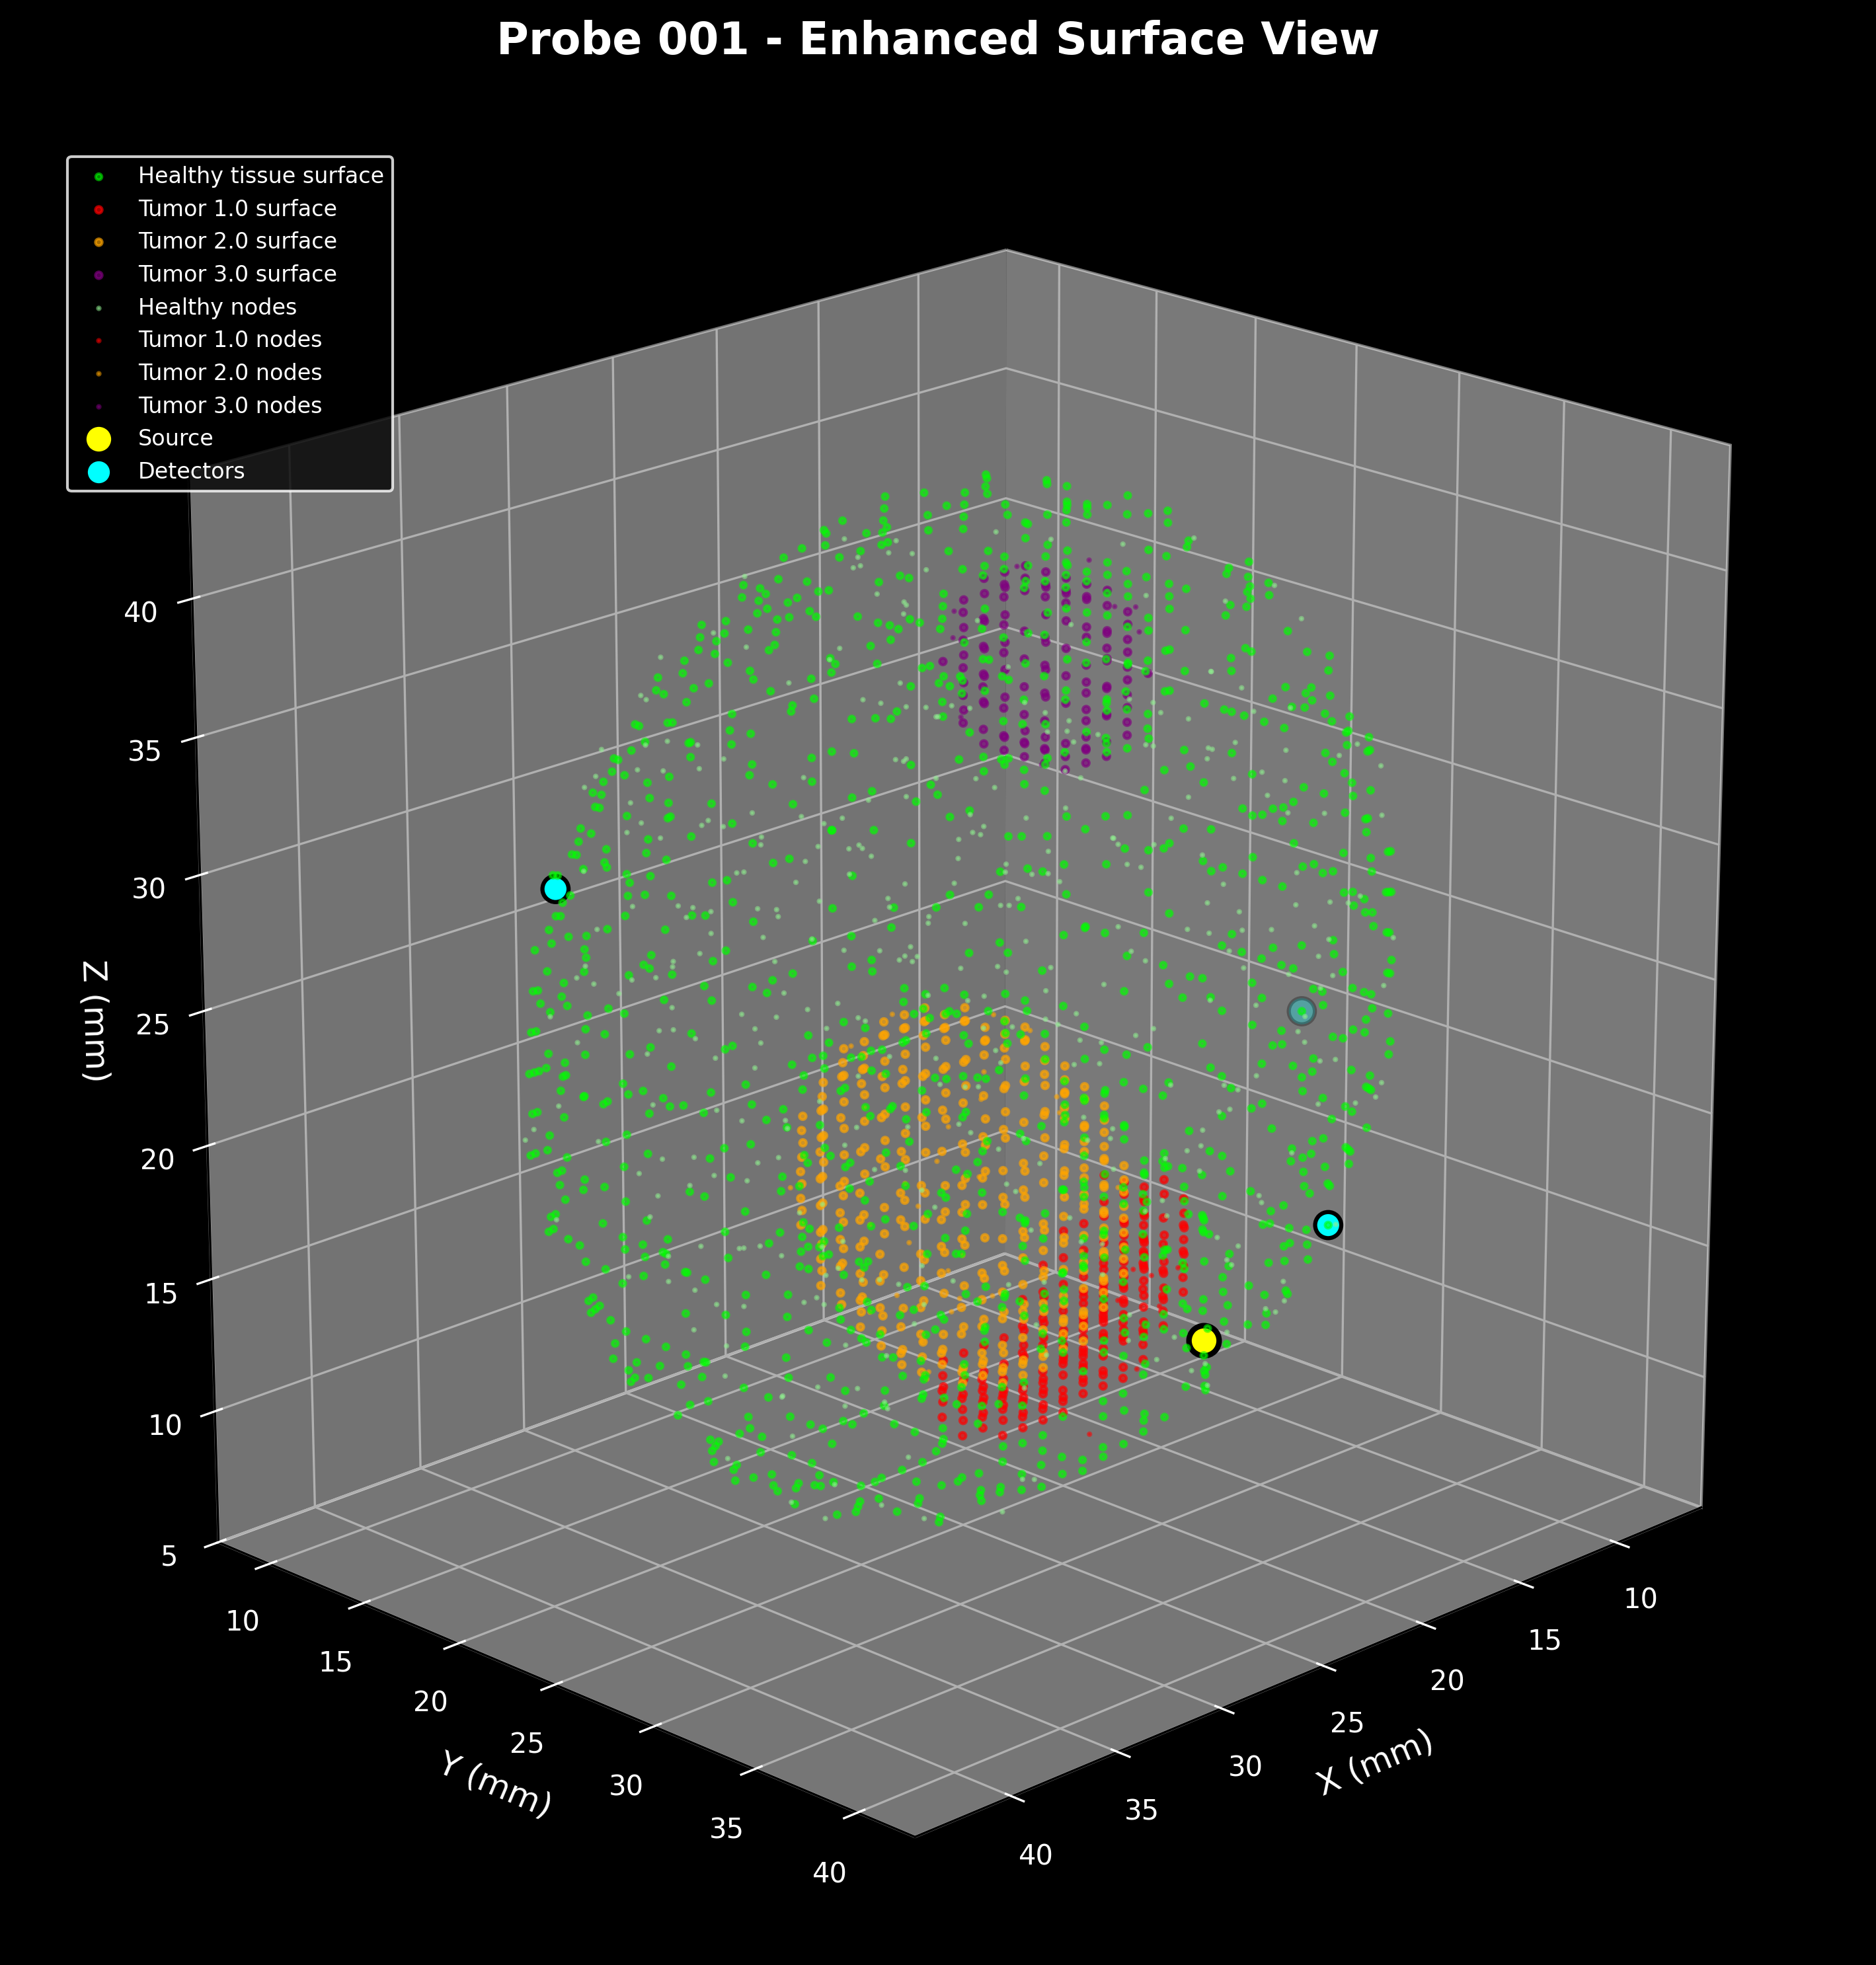 Probe 001 - Enhanced Surface View
Healthy tissue surface
Tumor 1.0 surface
Tumor 2.0 surface
Tumor 3.0 surface
Healthy nodes
Tumor 1.0 nodes
Tumor 2.0 nodes
Tumor 3.0 nodes
Source
Detectors
40
35
30
25
20
15
10
5
Z (mm)
10
15
20
25
30
35
40
Y (mm)
10
15
20
25
30
35
40
X (mm)